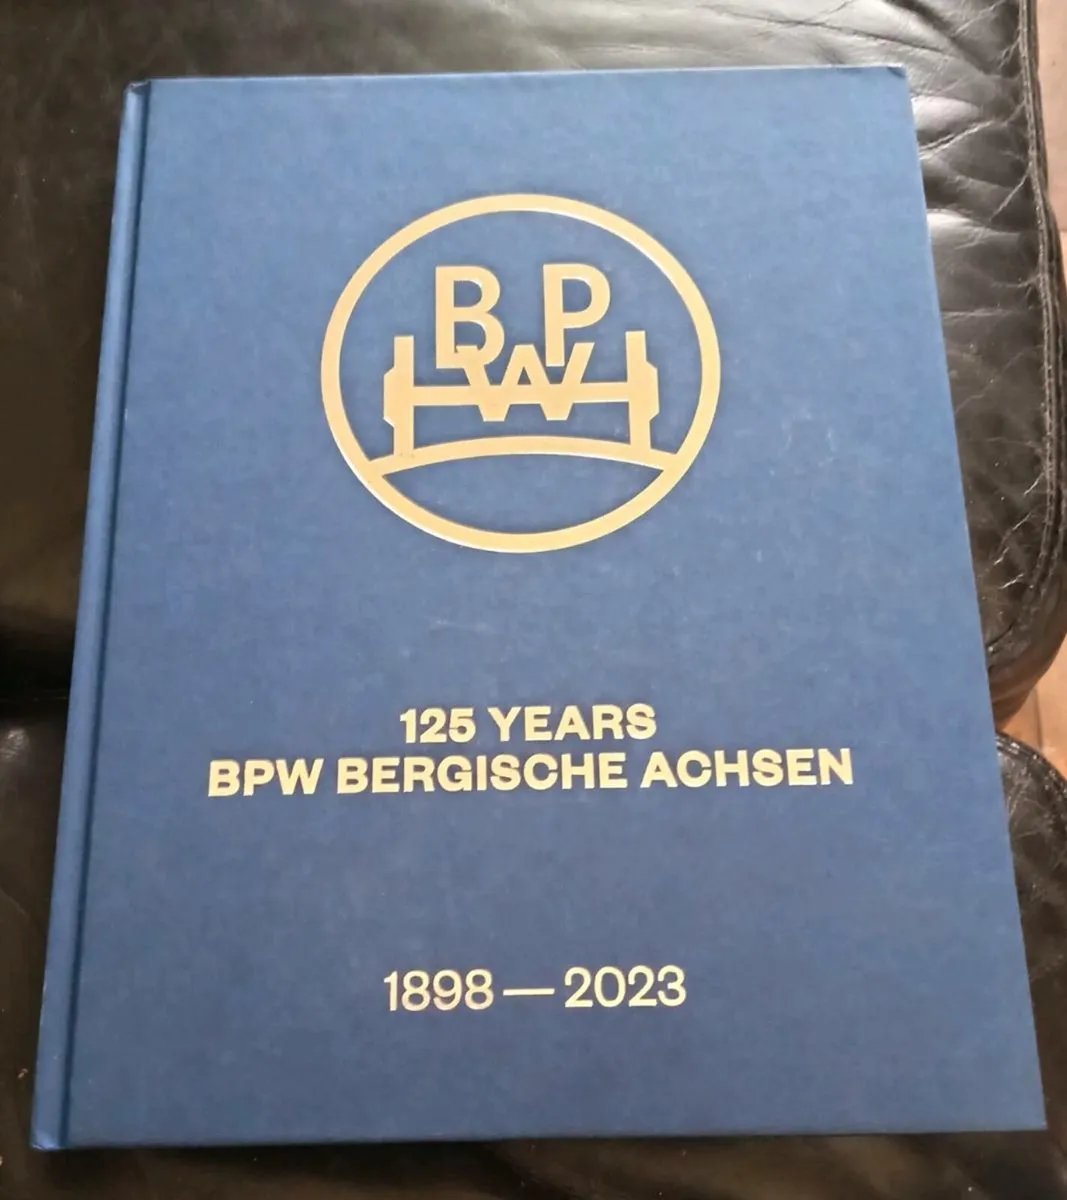 BPW
125 YEARS
BPW BERGISCHE ACHSEN
1898 — 2023